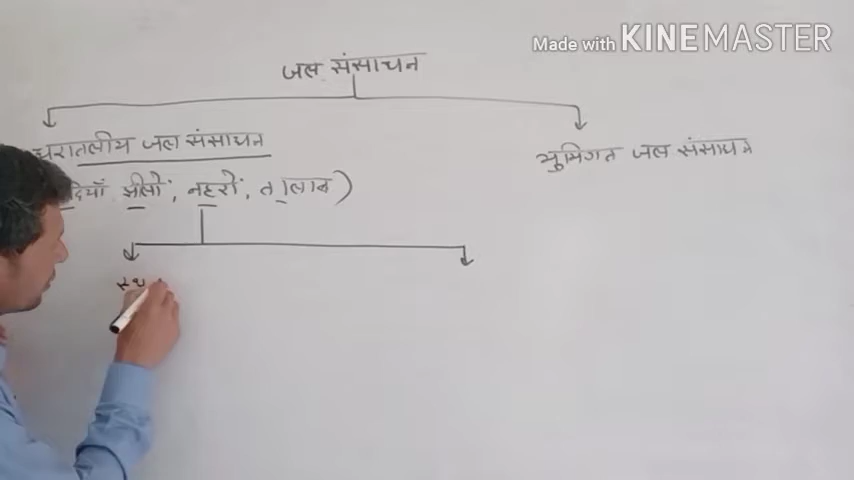 Made with KINEMASTER
जल संसाधन
धरातलीय जल संसाधन
भुमिगत जल संसाधन
झीलों, नहरों, तालाब)